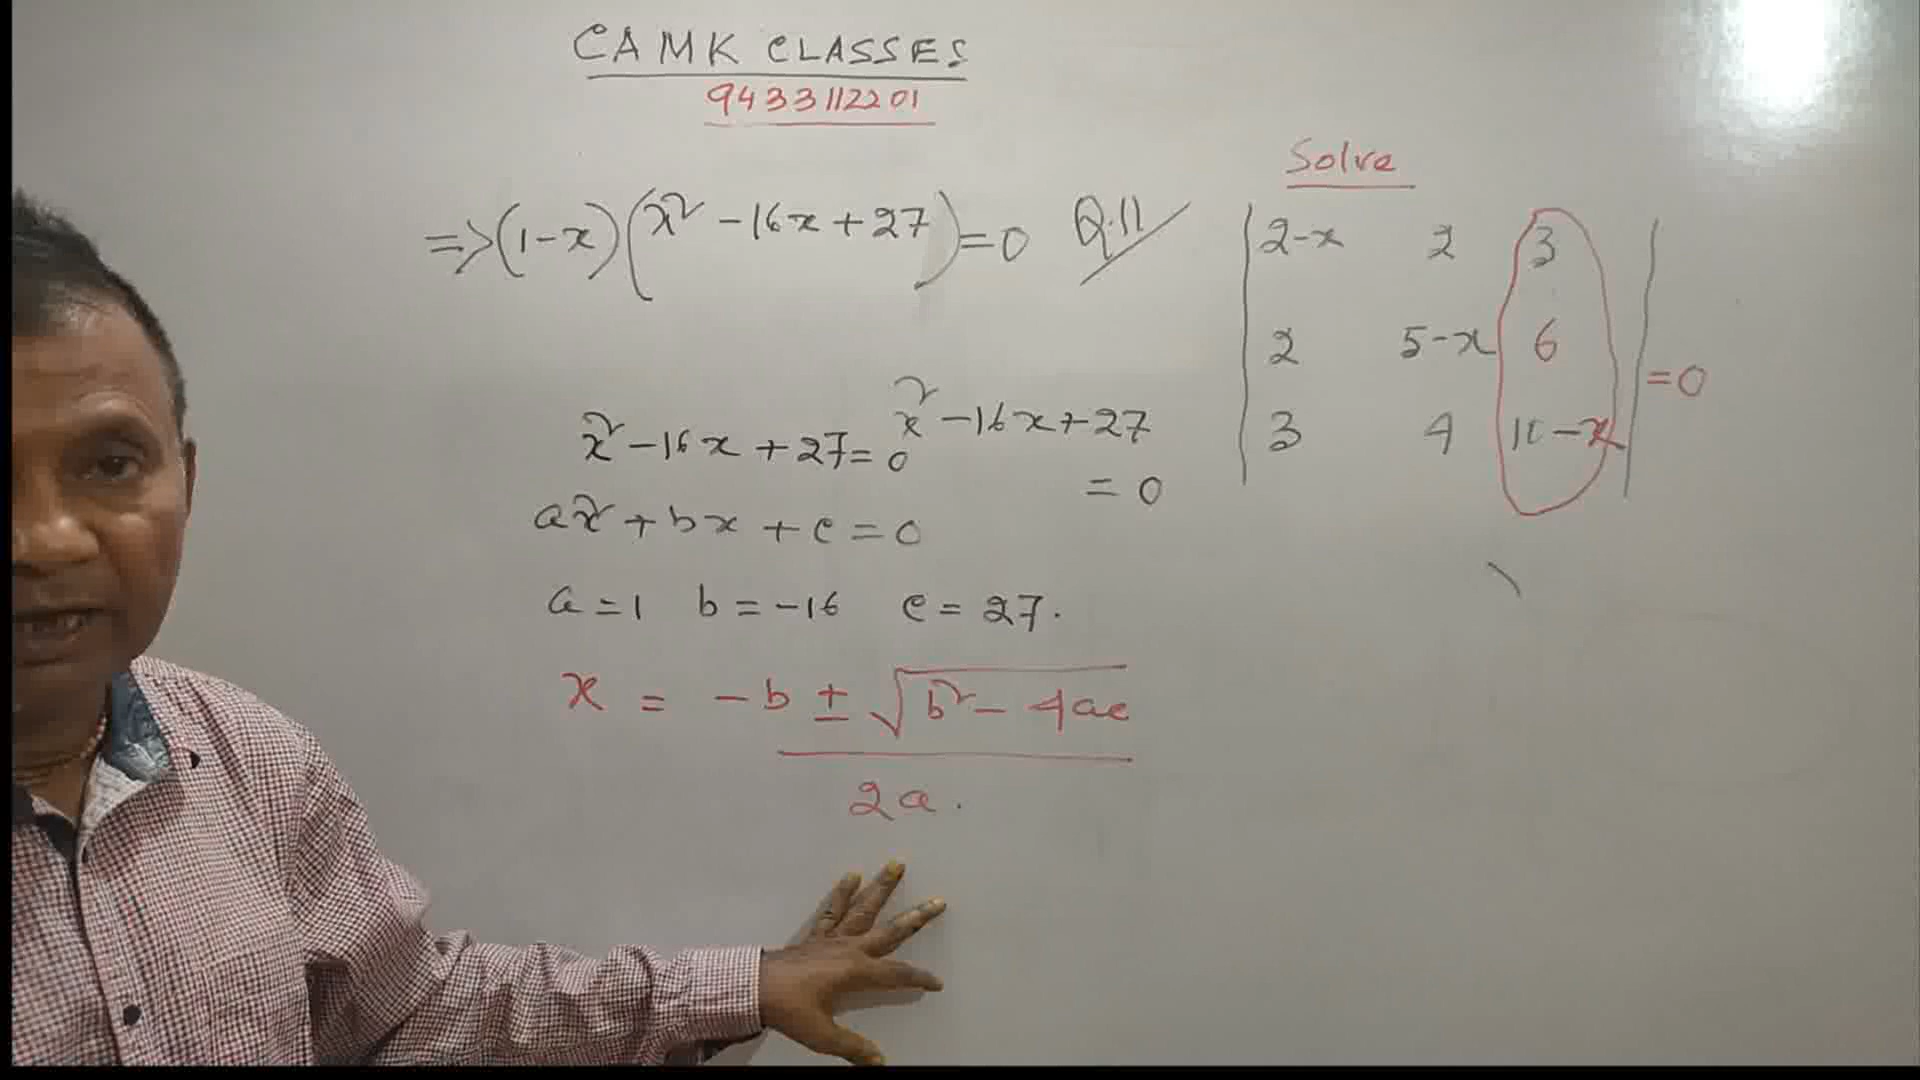 CAMK CLASSES
9433112201
=> (1-x) (x² - 16x + 27) = 0
Q.11
Solve
| 2-x 2 3 |
| 2 5-x 6 | = 0
| 3 4 10-x |
x² - 16x + 27 = 0
x² - 16x + 27
= 0
ax² + bx + c = 0
a = 1 b = -16 c = 27.
x = -b ± √b² - 4ac
2a.